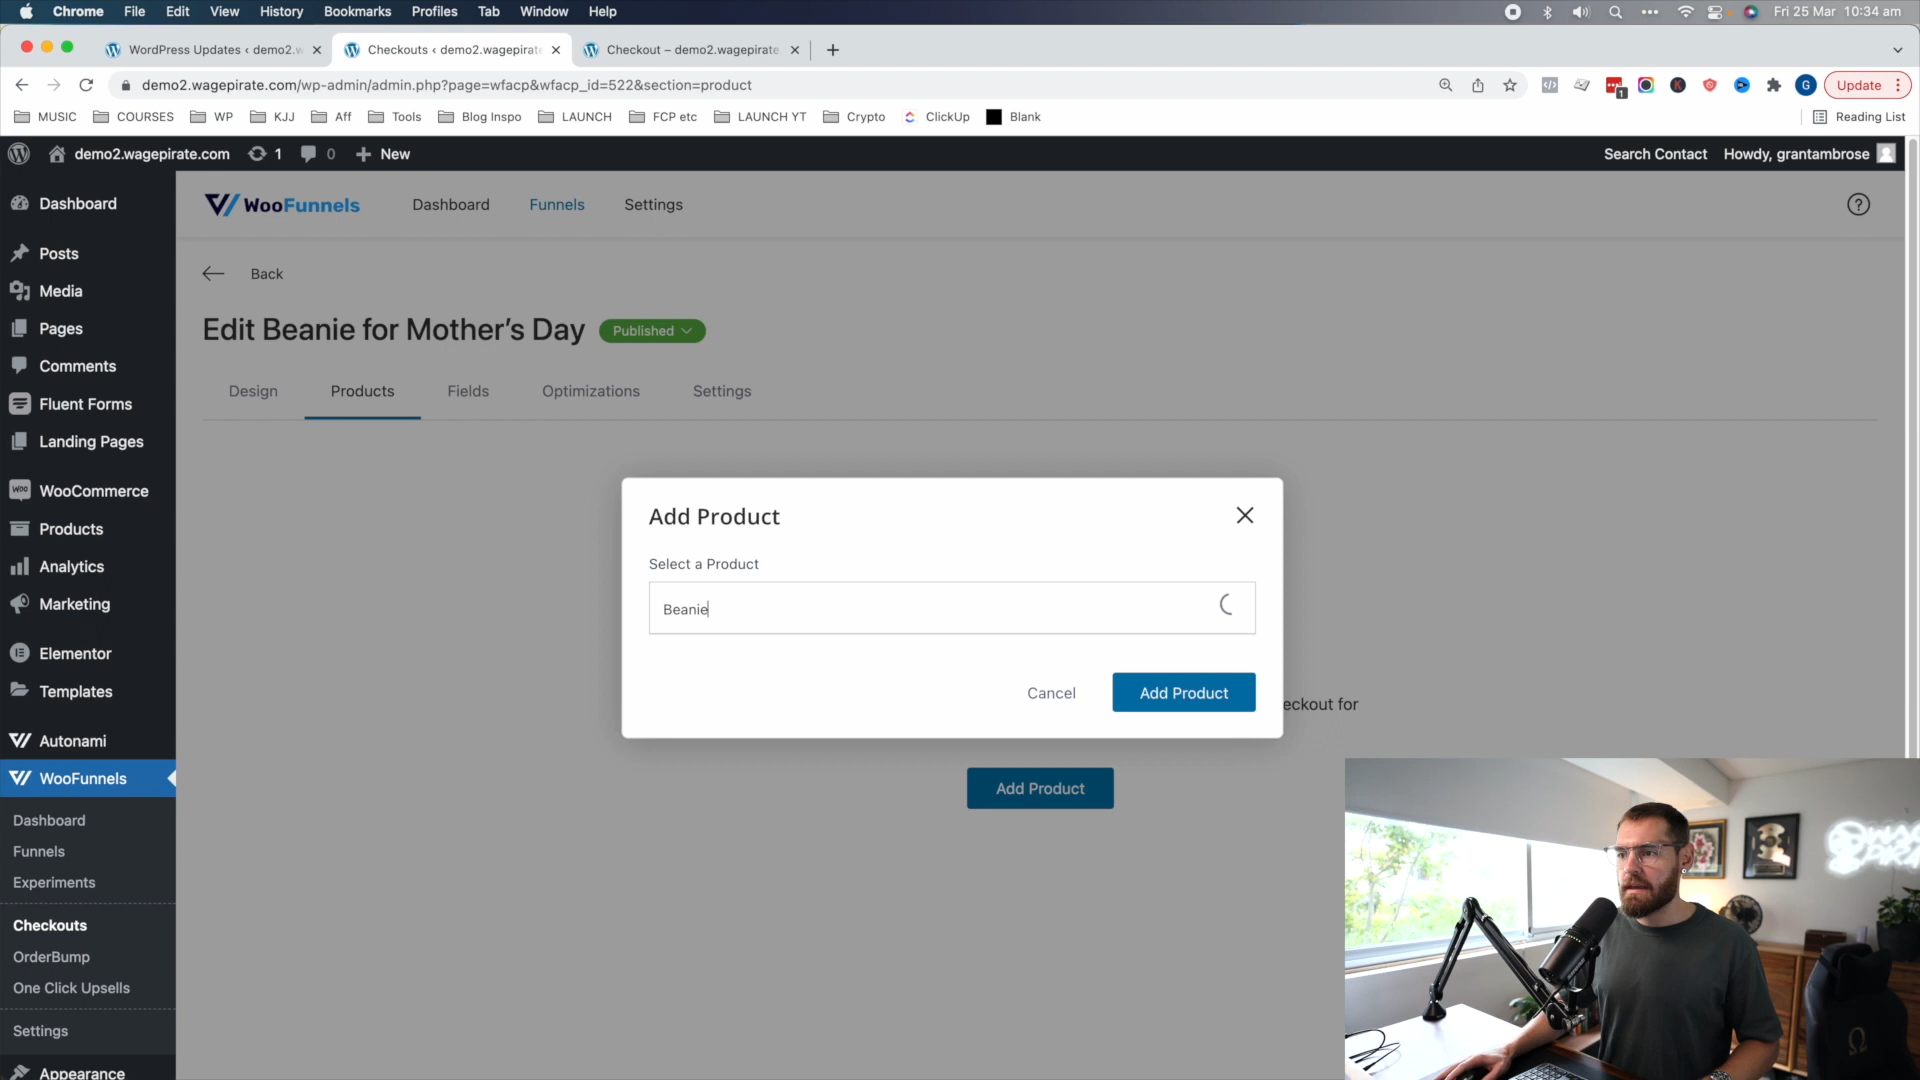 Chrome File Edit View History Bookmarks Profiles Tab Window Help Fri 25 Mar 10:34 am
WordPress Updates ‹ demo2.w Checkouts ‹ demo2.wagepirate Checkout – demo2.wagepirate.
demo2.wagepirate.com/wp-admin/admin.php?page=wfacp&wfacp_id=522&section=product 1 G Update
MUSIC COURSES WP KJJ Aff Tools Blog Inspo LAUNCH FCP etc LAUNCH YT Crypto ClickUp Blank Reading List
demo2.wagepirate.com 1 0 New Search Contact Howdy, grantambrose
Dashboard
Posts
Media
Pages
Comments
Fluent Forms
Landing Pages
Woo WooCommerce
Products
Analytics
Marketing
Elementor
Templates
Autonami
WooFunnels
Dashboard
Funnels
Experiments
Checkouts
OrderBump
One Click Upsells
Settings
Appearance
WooFunnels Dashboard Funnels Settings ?
Back
Edit Beanie for Mother’s Day Published
Design Products Fields Optimizations Settings
Add Product
Select a Product
Beanie
Cancel Add Product
eckout for
Add Product